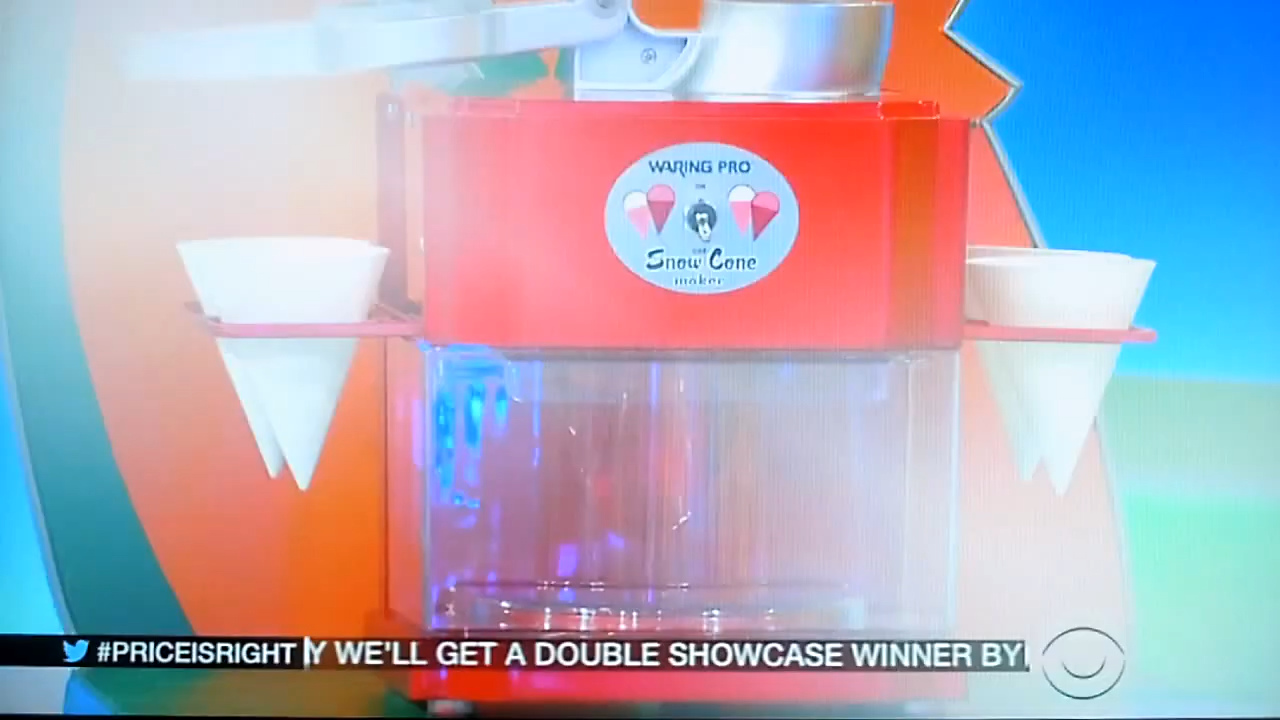 WARING PRO
Snow Cone
maker
#PRICEISRIGHT Y WE'LL GET A DOUBLE SHOWCASE WINNER BY